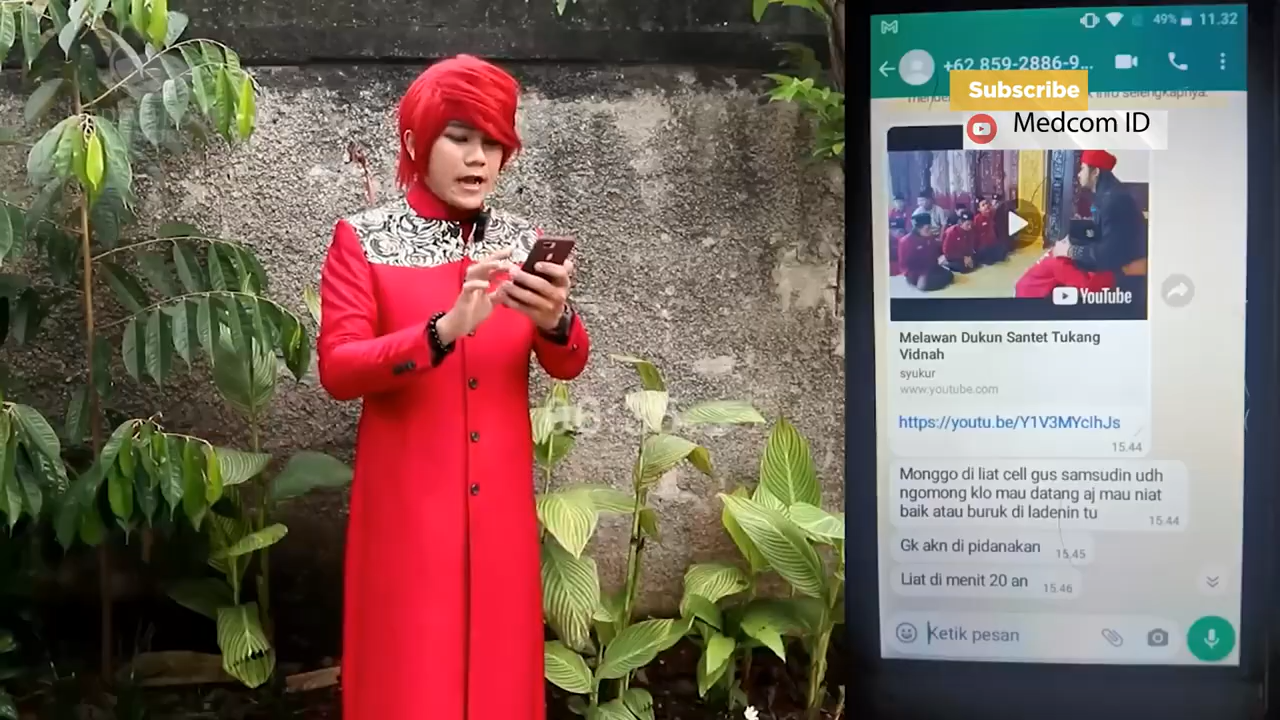 49% 11.32
+62 859-2886-9...
info selengkapnya.
Subscribe
Medcom ID
YouTube
Melawan Dukun Santet Tukang
Vidnah
syukur
www.youtube.com
https://youtu.be/Y1V3MYclhJs
15.44
Monggo di liat cell gus samsudin udh
ngomong klo mau datang aj mau niat
baik atau buruk di ladenin tu
15.44
Gk akn di pidanakan 15.45
Liat di menit 20 an 15.46
Ketik pesan